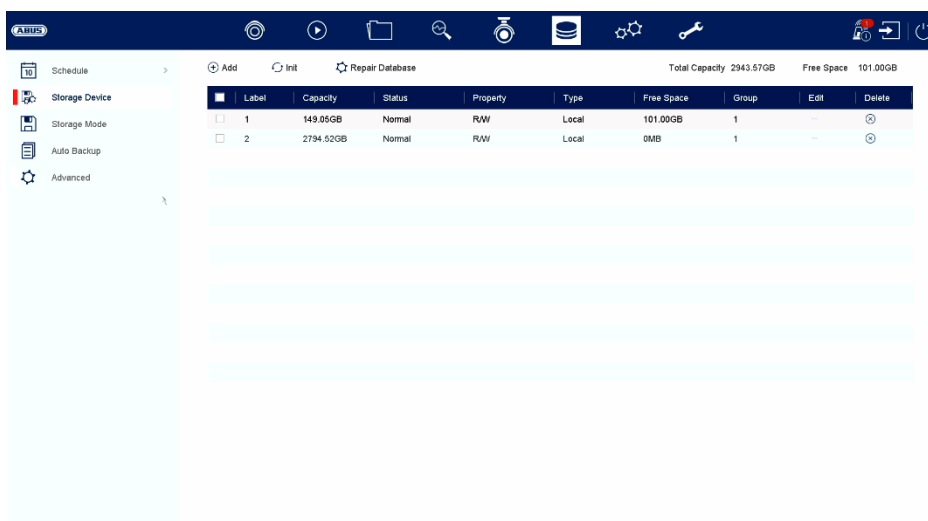 ABUS
10 Schedule >
Storage Device
Storage Mode
Auto Backup
Advanced
Add Init Repair Database Total Capacity 2943.57GB Free Space 101.00GB
Label Capacity Status Property Type Free Space Group Edit Delete
1 149.05GB Normal R/W Local 101.00GB 1 —
2 2794.52GB Normal R/W Local 0MB 1 —